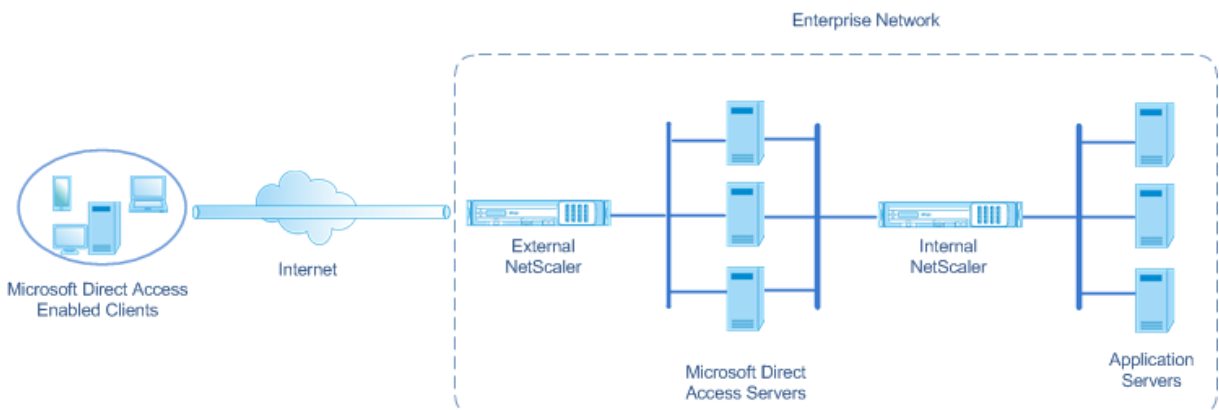 Enterprise Network
External
NetScaler
Internal
NetScaler
Internet
Microsoft Direct Access
Enabled Clients
Microsoft Direct
Access Servers
Application
Servers